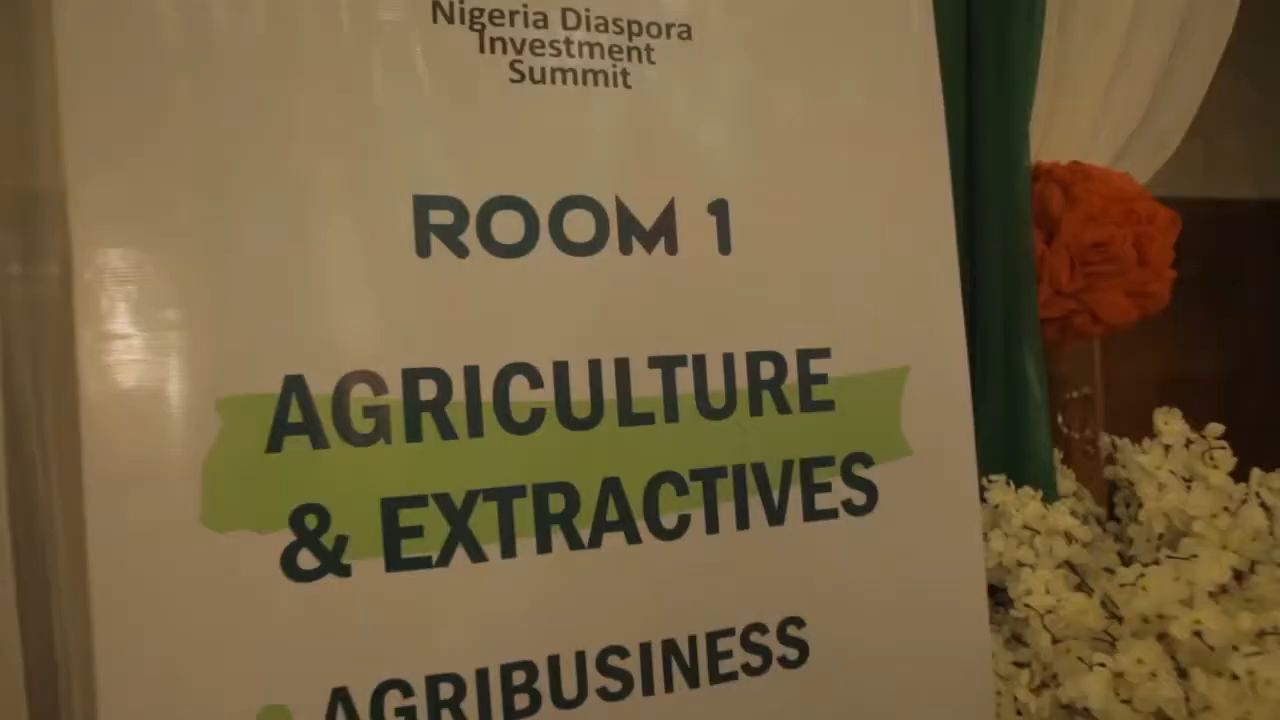 Nigeria Diaspora
Investment
Summit
ROOM 1
AGRICULTURE
& EXTRACTIVES
AGRIBUSINESS